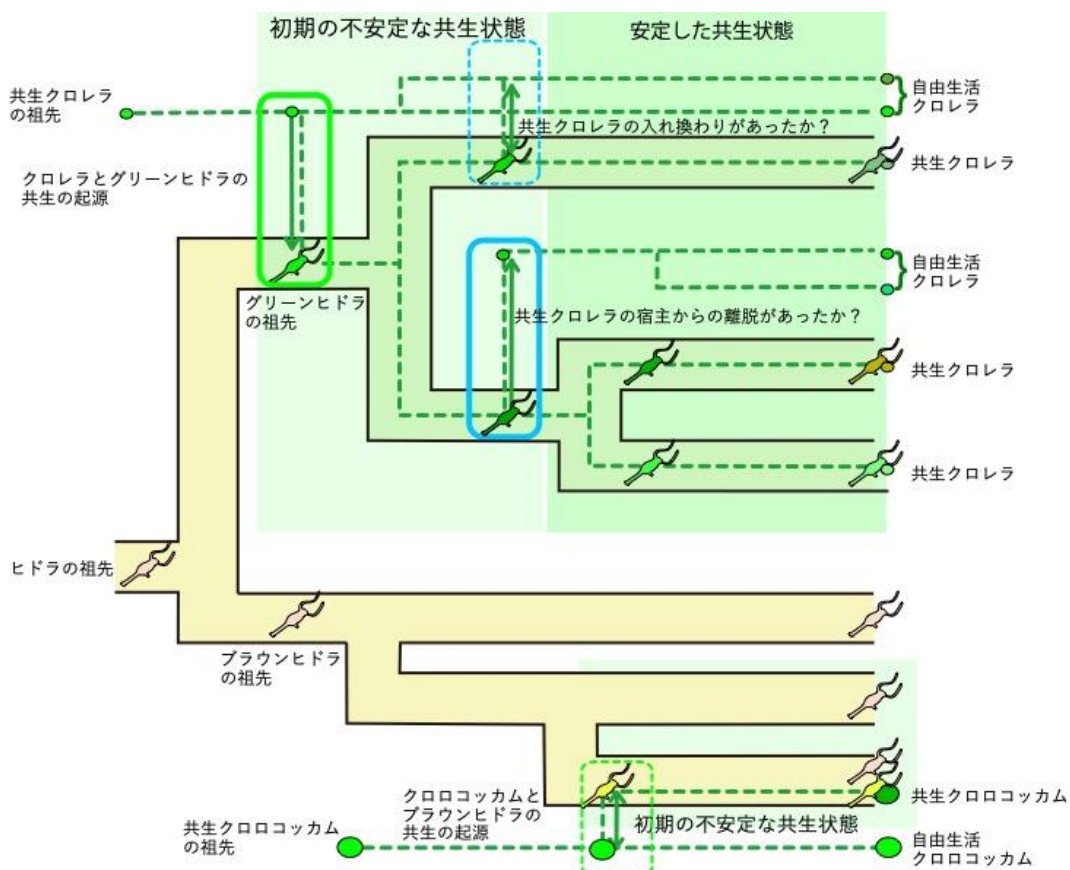 初期の不安定な共生状態
安定した共生状態
共生クロレラ
の祖先
自由生活
クロレラ
共生クロレラの入れ換わりがあったか?
共生クロレラ
クロレラとグリーンヒドラの
共生の起源
自由生活
クロレラ
グリーンヒドラ
の祖先
共生クロレラの宿主からの離脱があったか?
共生クロレラ
共生クロレラ
ヒドラの祖先
ブラウンヒドラ
の祖先
クロロコッカムと
ブラウンヒドラの
共生の起源
共生クロロコッカム
初期の不安定な共生状態
共生クロロコッカム
の祖先
自由生活
クロロコッカム